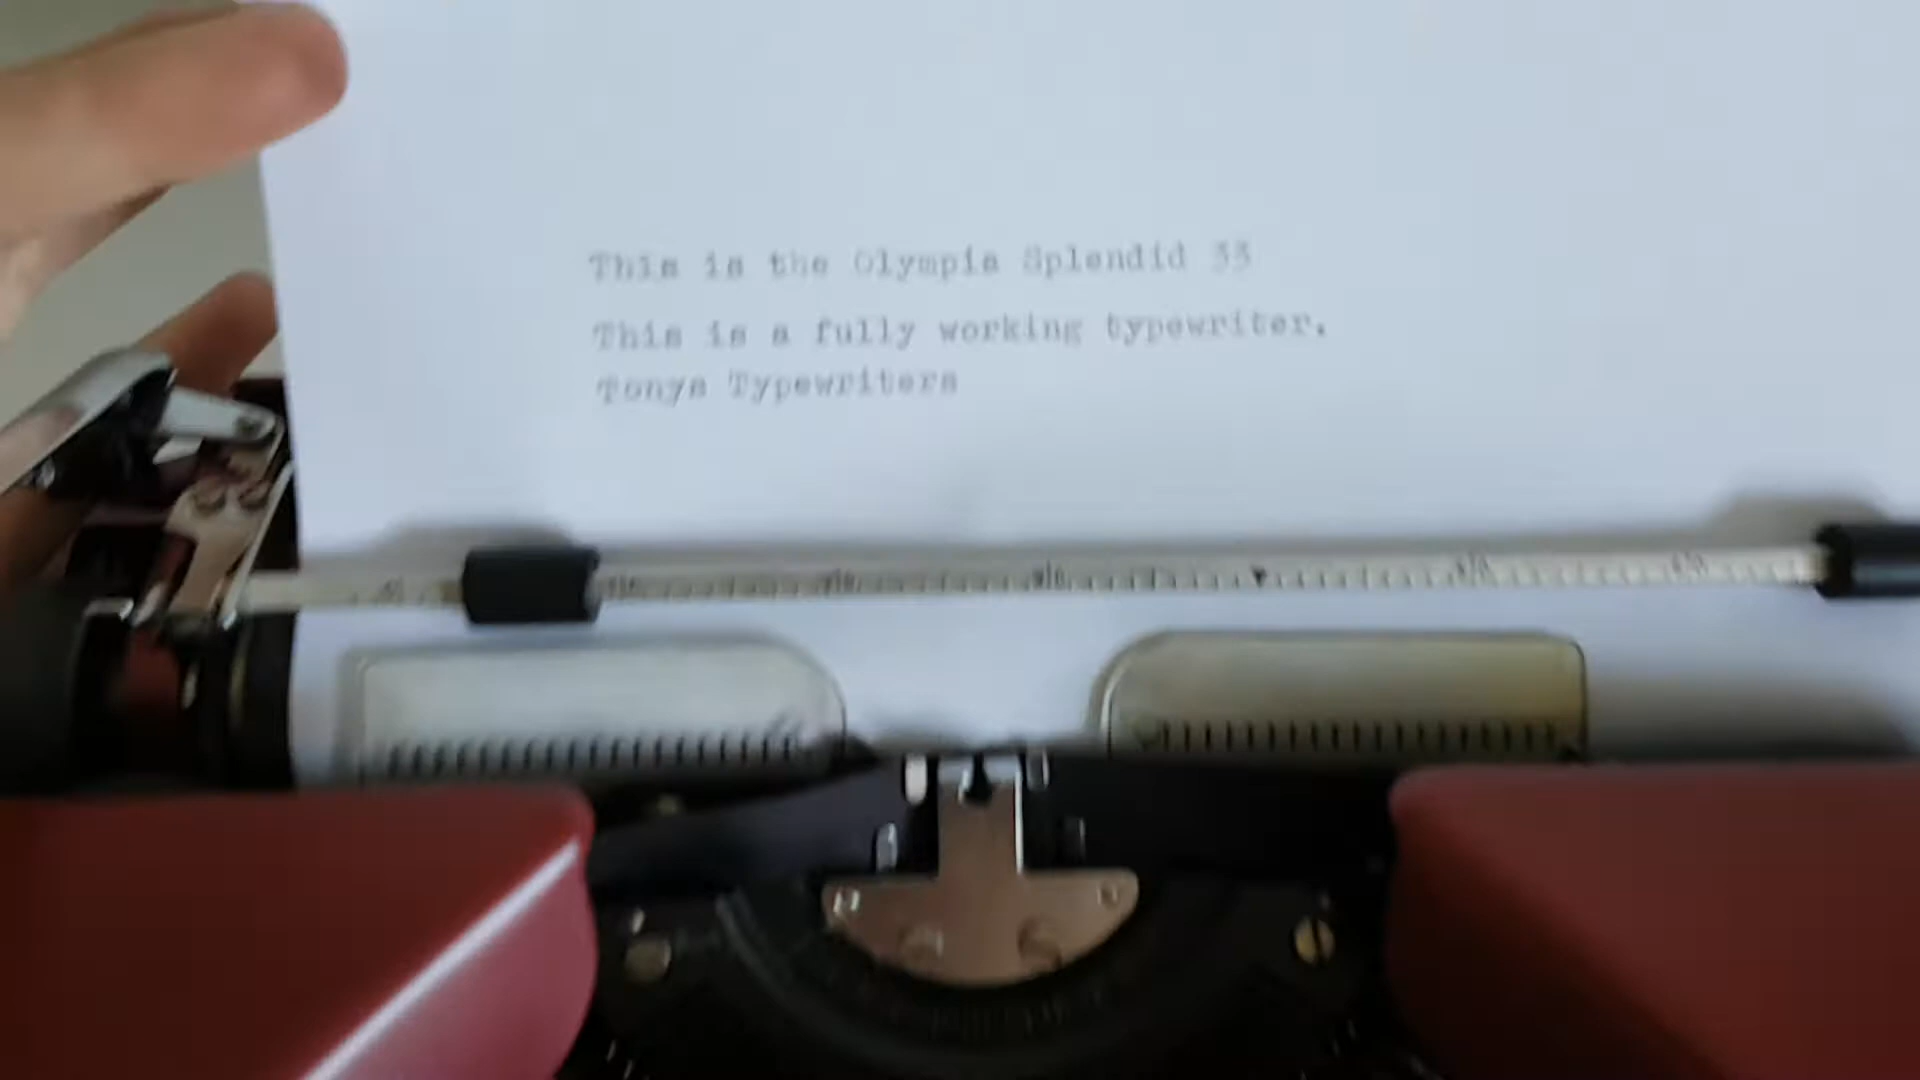 This is the Olympia Splendid 33
This is a fully working typewriter.
Tonys Typewriters